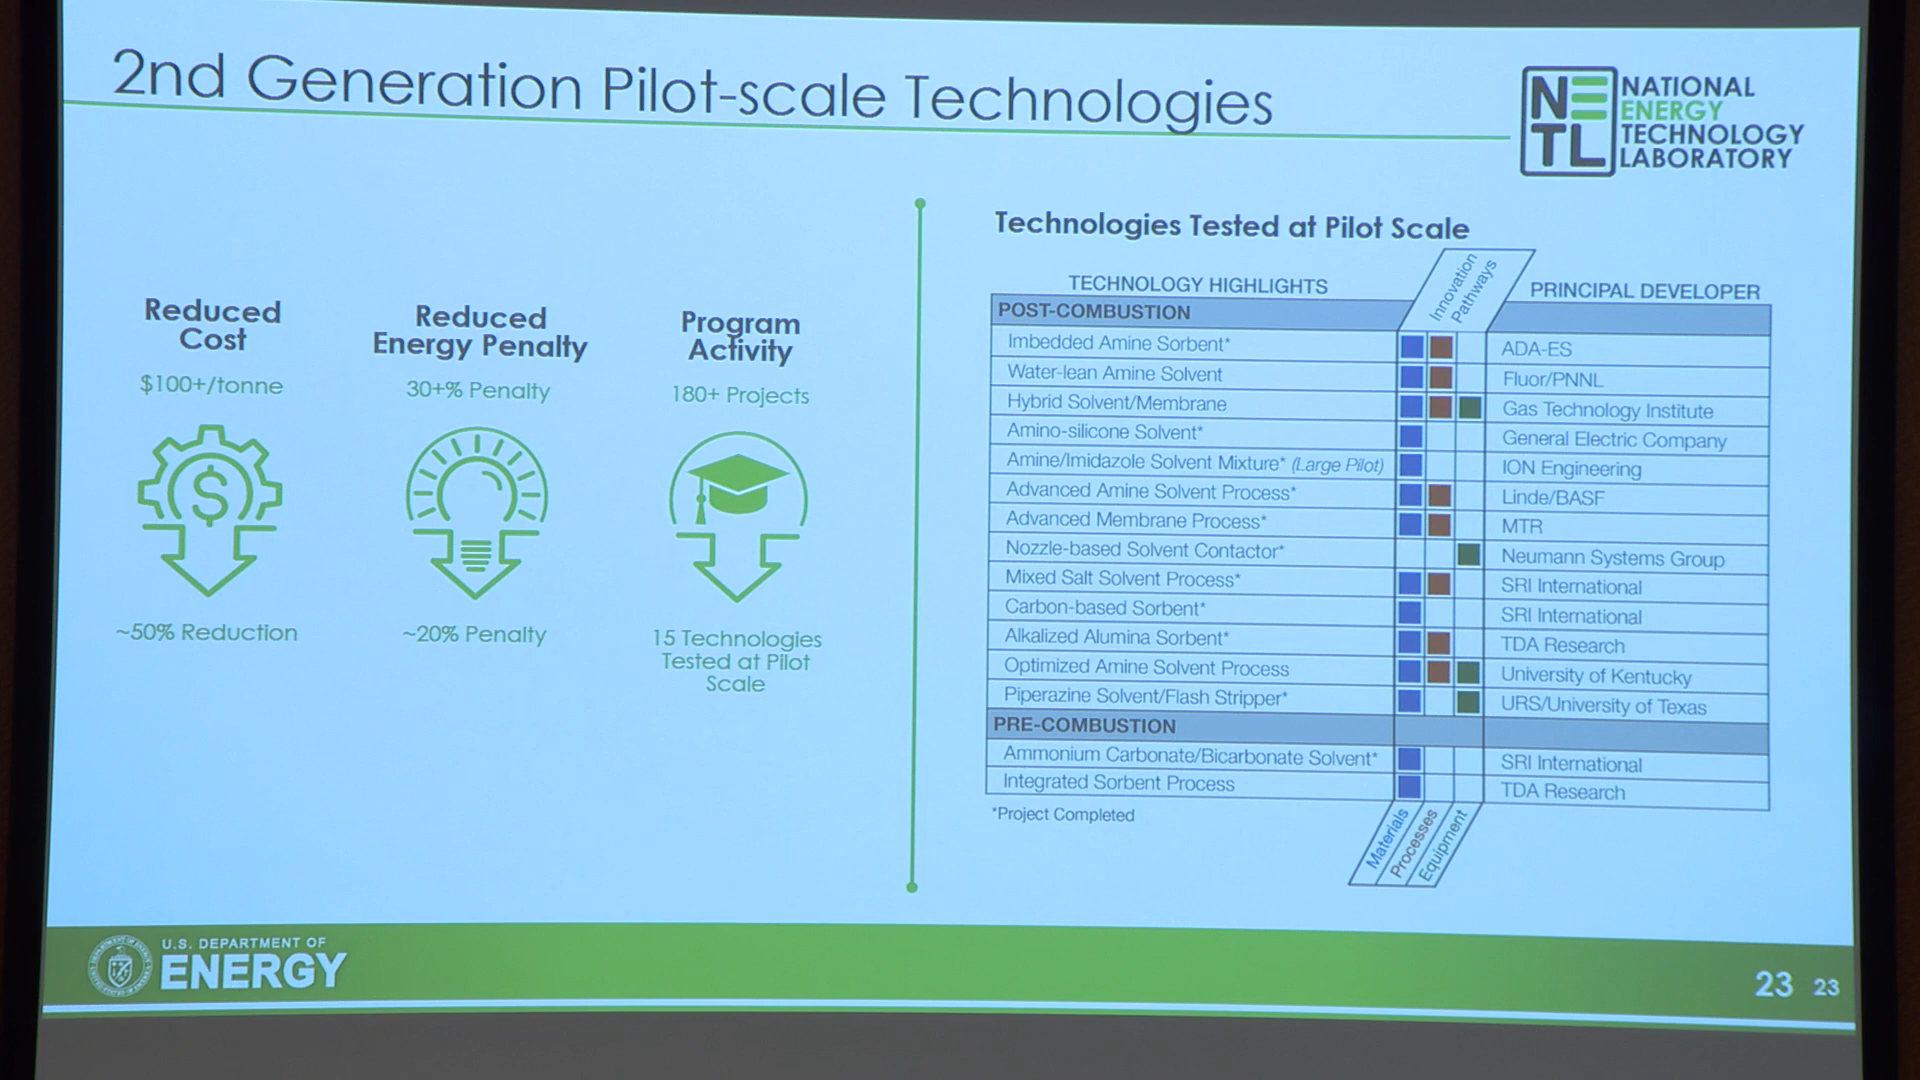 2nd Generation Pilot-scale Technologies
NETL
NATIONAL
ENERGY
TECHNOLOGY
LABORATORY
Reduced
Cost
$100+/tonne
~50% Reduction
Reduced
Energy Penalty
30+% Penalty
~20% Penalty
Program
Activity
180+ Projects
15 Technologies
Tested at Pilot
Scale
Technologies Tested at Pilot Scale
TECHNOLOGY HIGHLIGHTS
Innovation
Pathways
PRINCIPAL DEVELOPER
POST-COMBUSTION
Imbedded Amine Sorbent* ADA-ES
Water-lean Amine Solvent Fluor/PNNL
Hybrid Solvent/Membrane Gas Technology Institute
Amino-silicone Solvent* General Electric Company
Amine/Imidazole Solvent Mixture* (Large Pilot) ION Engineering
Advanced Amine Solvent Process* Linde/BASF
Advanced Membrane Process* MTR
Nozzle-based Solvent Contactor* Neumann Systems Group
Mixed Salt Solvent Process* SRI International
Carbon-based Sorbent* SRI International
Alkalized Alumina Sorbent* TDA Research
Optimized Amine Solvent Process University of Kentucky
Piperazine Solvent/Flash Stripper* URS/University of Texas
PRE-COMBUSTION
Ammonium Carbonate/Bicarbonate Solvent* SRI International
Integrated Sorbent Process TDA Research
*Project Completed
Materials
Processes
Equipment
U.S. DEPARTMENT OF
ENERGY
23 23